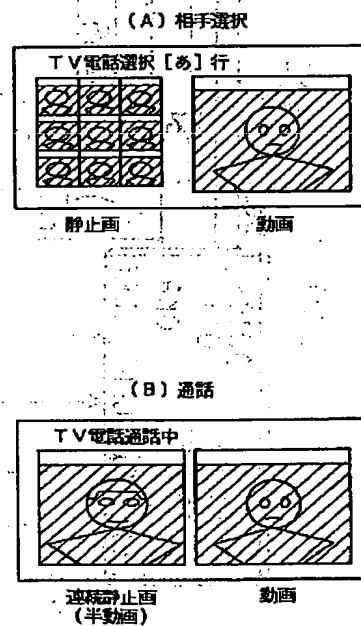 （A）相手選択
ＴＶ電話選択［あ］行
静止画
動画
（B）通話
ＴＶ電話通話中
連続静止画
（半動画）
動画